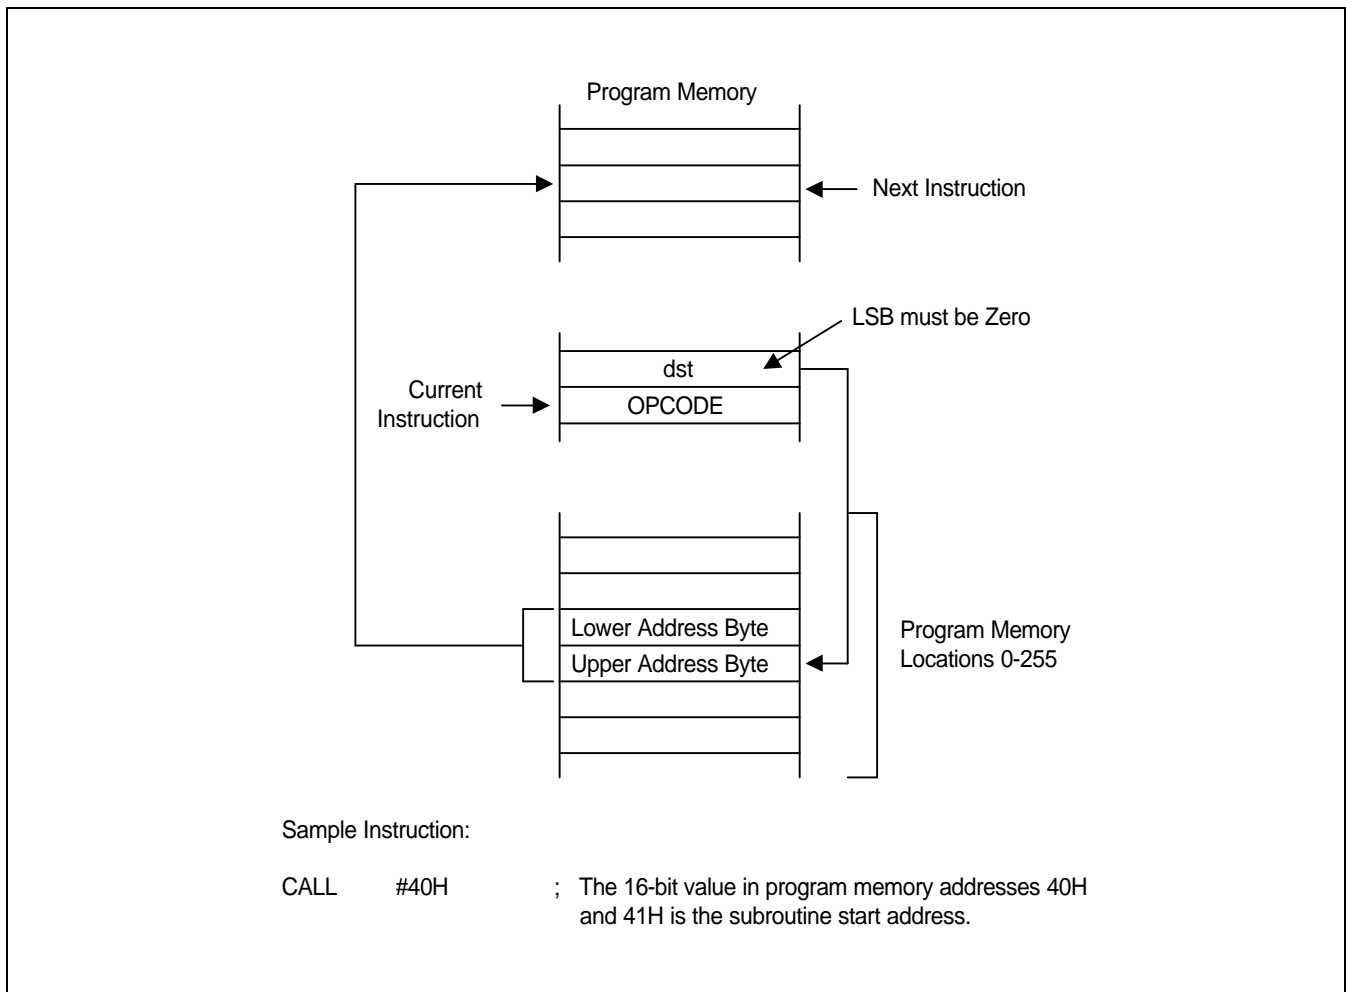 Program Memory
Next Instruction
LSB must be Zero
dst
Current
Instruction
OPCODE
Lower Address Byte
Upper Address Byte
Program Memory
Locations 0-255
Sample Instruction:
CALL #40H ; The 16-bit value in program memory addresses 40H
and 41H is the subroutine start address.